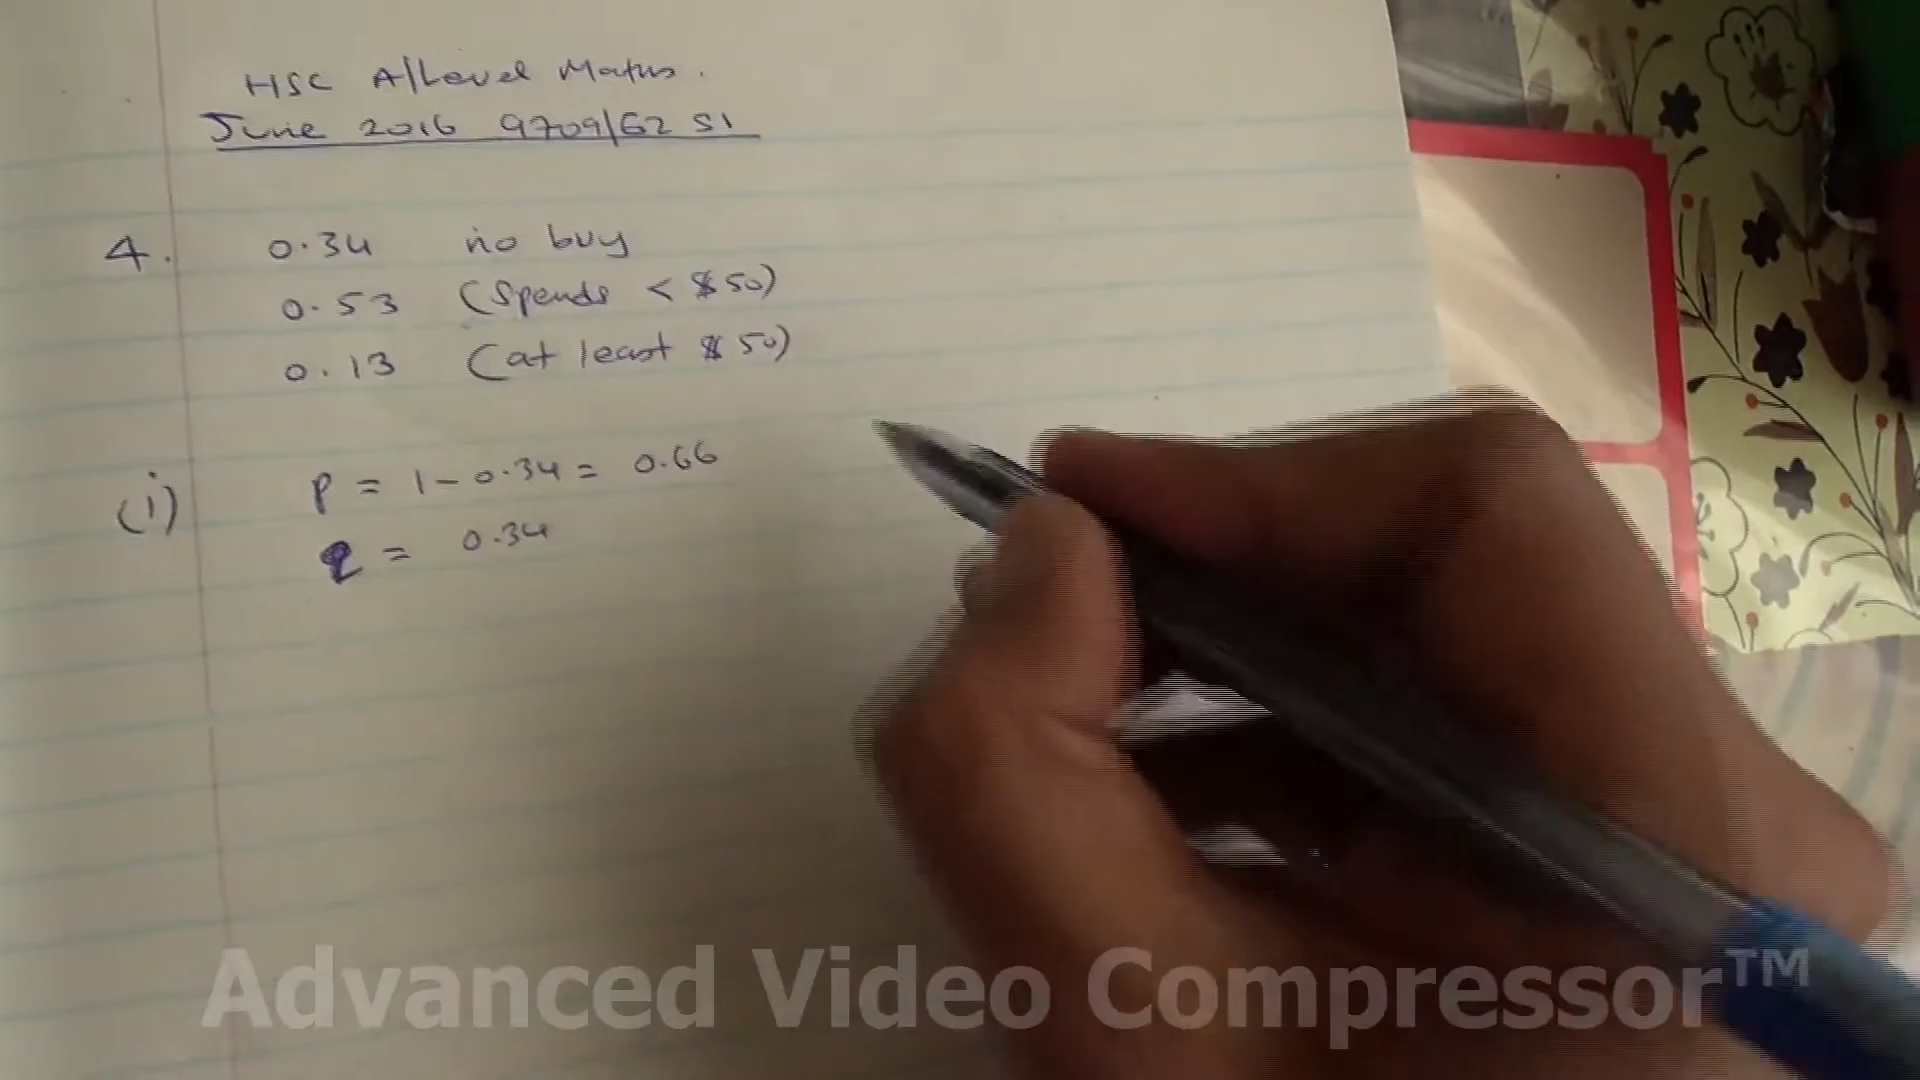 HSC A/Level Maths.
June 2016 9709/62 S1
4. 0.34 no buy
0.53 (Spends < $50)
0.13 (at least $50)
(i) p = 1 - 0.34 = 0.66
q = 0.34
Advanced Video Compressor™